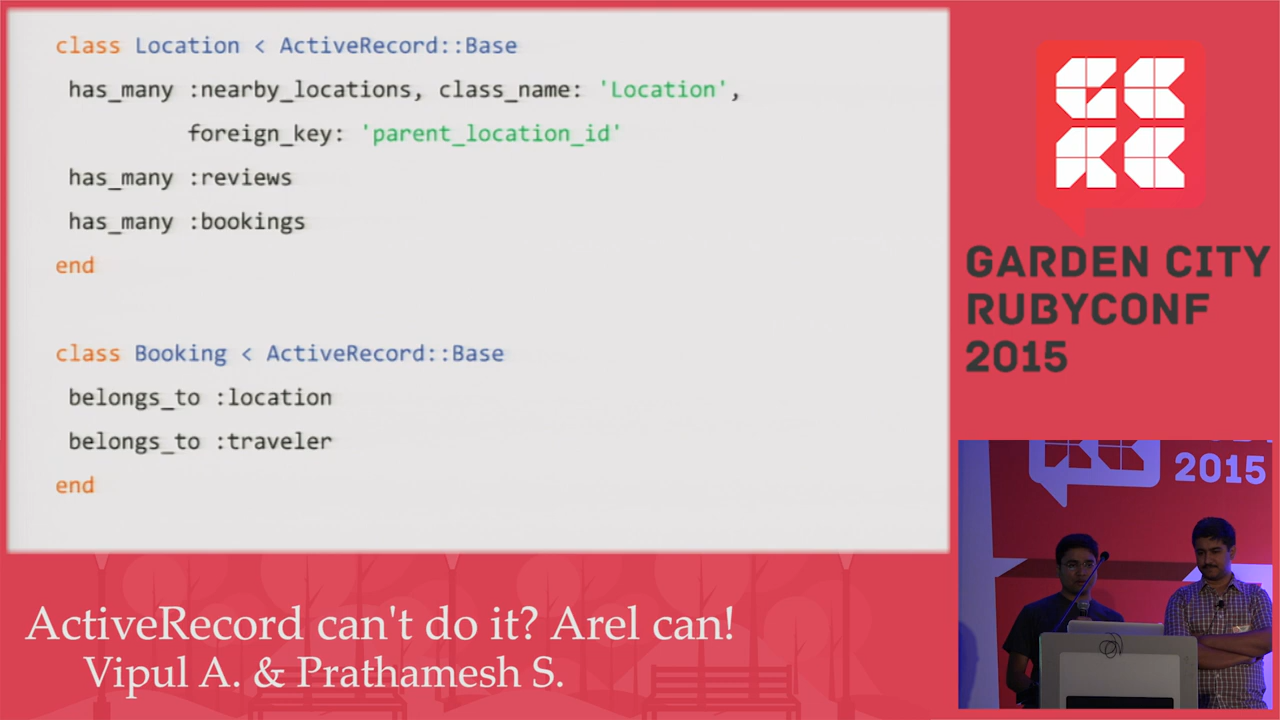 class Location < ActiveRecord::Base
has_many :nearby_locations, class_name: 'Location',
foreign_key: 'parent_location_id'
has_many :reviews
has_many :bookings
end
class Booking < ActiveRecord::Base
belongs_to :location
belongs_to :traveler
end
GARDEN CITY
RUBYCONF
2015
2015
ActiveRecord can't do it? Arel can!
Vipul A. & Prathamesh S.